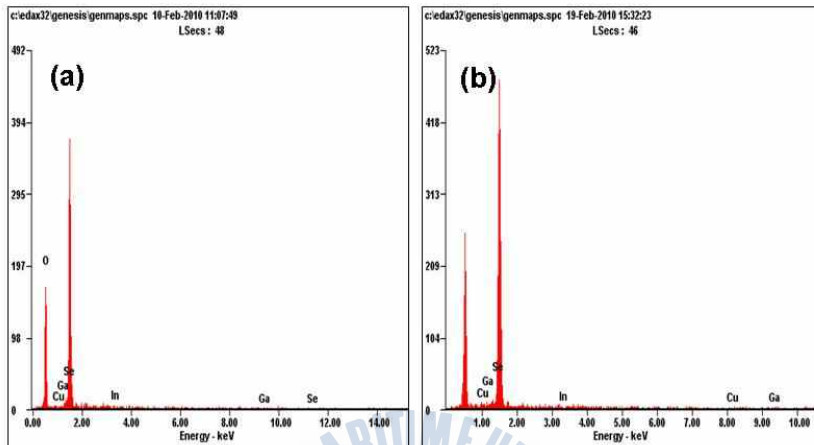 c:\edax32\genesis\genmaps.spc 10-Feb-2010 11:07:49
LSecs : 48
(a)
492
394
295
197
98
0
O
Se
Ga
Cu
In
Ga
Se
0.00 2.00 4.00 6.00 8.00 10.00 12.00 14.00
Energy - keV
c:\edax32\genesis\genmaps.spc 19-Feb-2010 15:32:23
LSecs : 46
(b)
523
418
313
209
104
0
Se
Ga
Cu
In
Cu
Ga
1.00 2.00 3.00 4.00 5.00 6.00 7.00 8.00 9.00 10.0
Energy - keV